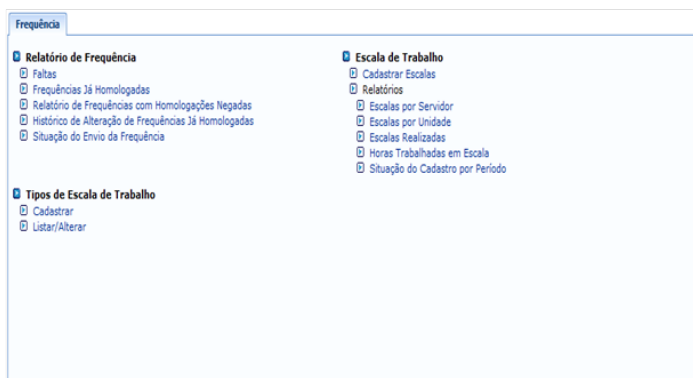 Frequência
Relatório de Frequência
Faltas
Frequências Já Homologadas
Relatório de Frequências com Homologações Negadas
Histórico de Alteração de Frequências Já Homologadas
Situação do Envio da Frequência
Escala de Trabalho
Cadastrar Escalas
Relatórios
Escalas por Servidor
Escalas por Unidade
Escalas Realizadas
Horas Trabalhadas em Escala
Situação do Cadastro por Período
Tipos de Escala de Trabalho
Cadastrar
Listar/Alterar